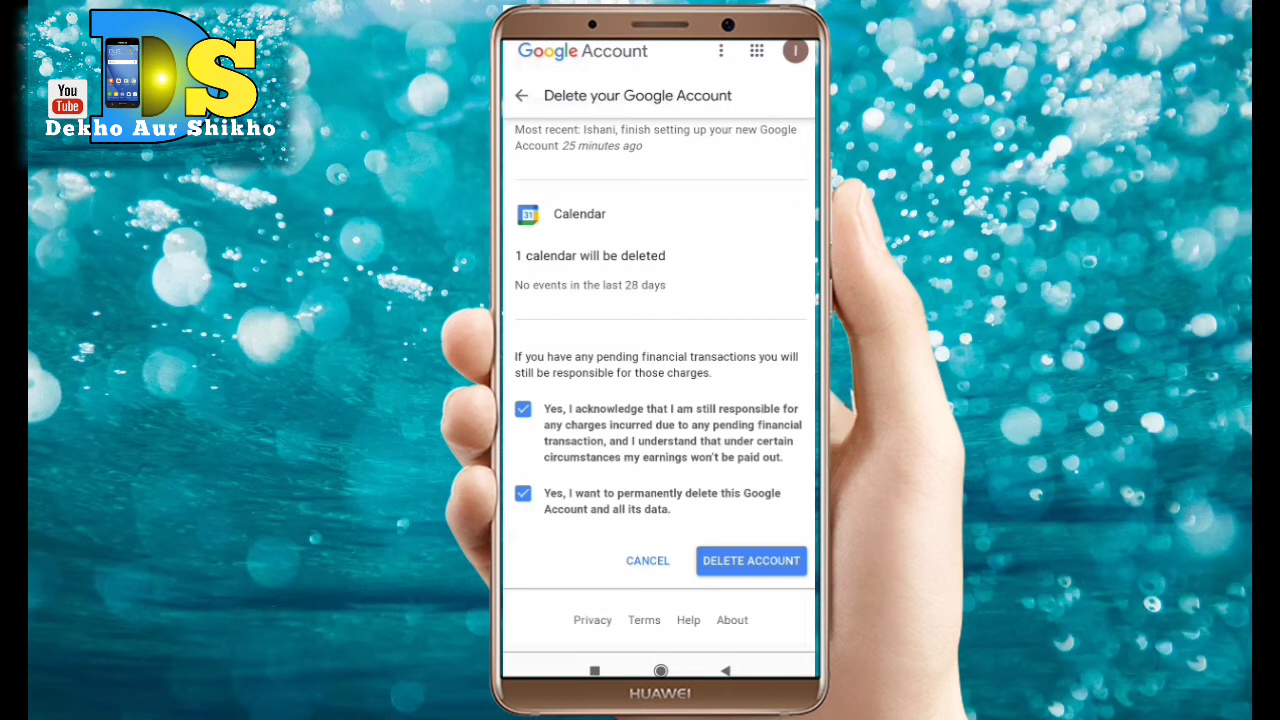 DS
You
Tube
Dekho Aur Shikho
Google Account
I
Delete your Google Account
Most recent: Ishani, finish setting up your new Google
Account 25 minutes ago
31
Calendar
1 calendar will be deleted
No events in the last 28 days
If you have any pending financial transactions you will
still be responsible for those charges.
Yes, I acknowledge that I am still responsible for
any charges incurred due to any pending financial
transaction, and I understand that under certain
circumstances my earnings won't be paid out.
Yes, I want to permanently delete this Google
Account and all its data.
CANCEL
DELETE ACCOUNT
Privacy Terms Help About
HUAWEI